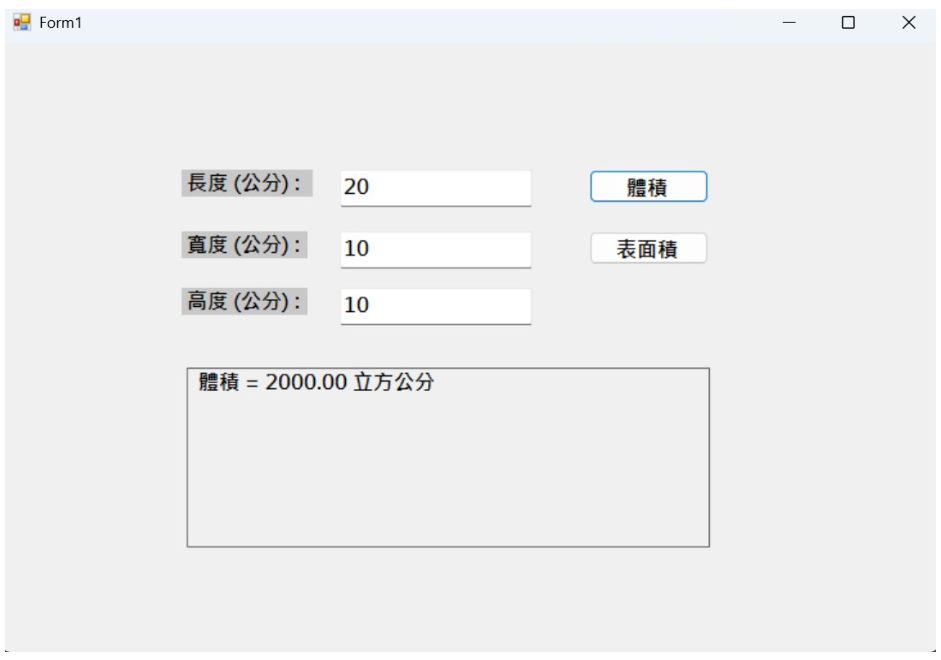 Form1
長度 (公分) : 20 體積
寬度 (公分) : 10 表面積
高度 (公分) : 10
體積 = 2000.00 立方公分